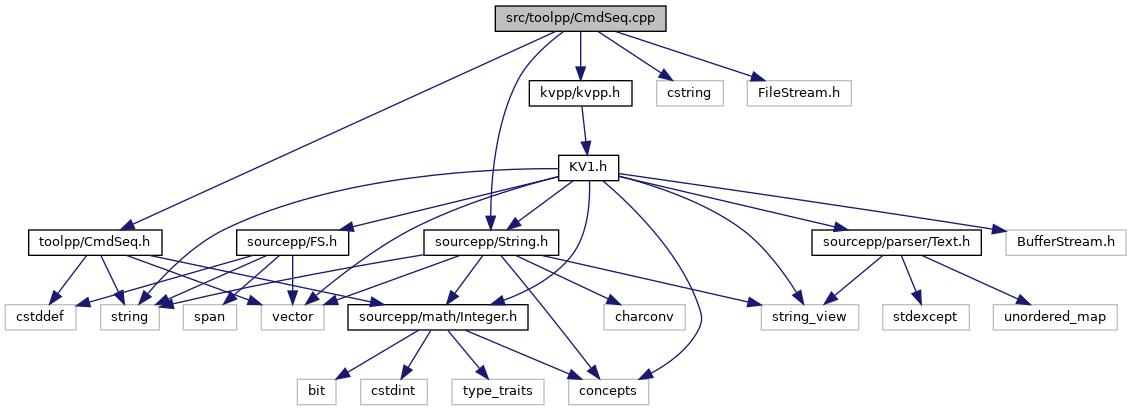 src/toolpp/CmdSeq.cpp
kvpp/kvpp.h
cstring
FileStream.h
KV1.h
toolpp/CmdSeq.h
sourcepp/FS.h
sourcepp/String.h
sourcepp/parser/Text.h
BufferStream.h
cstddef
string
span
vector
sourcepp/math/Integer.h
charconv
string_view
stdexcept
unordered_map
bit
cstdint
type_traits
concepts